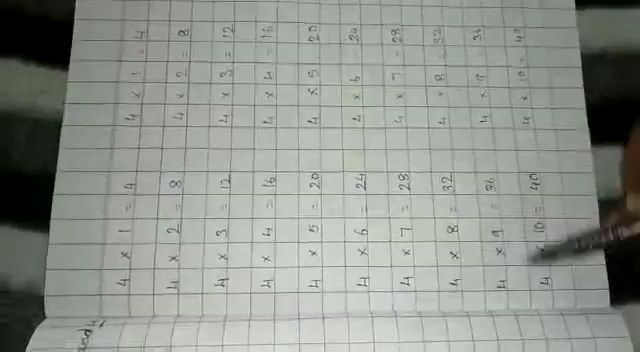 4 × 1 = 4
4 × 2 = 8
4 × 3 = 12
4 × 4 = 16
4 × 5 = 20
4 × 6 = 24
4 × 7 = 28
4 × 8 = 32
4 × 9 = 36
4 × 10 = 40
4 × 1 = 4
4 × 2 = 8
4 × 3 = 12
4 × 4 = 16
4 × 5 = 20
4 × 6 = 24
4 × 7 = 28
4 × 8 = 32
4 × 9 = 36
4 × 10 =